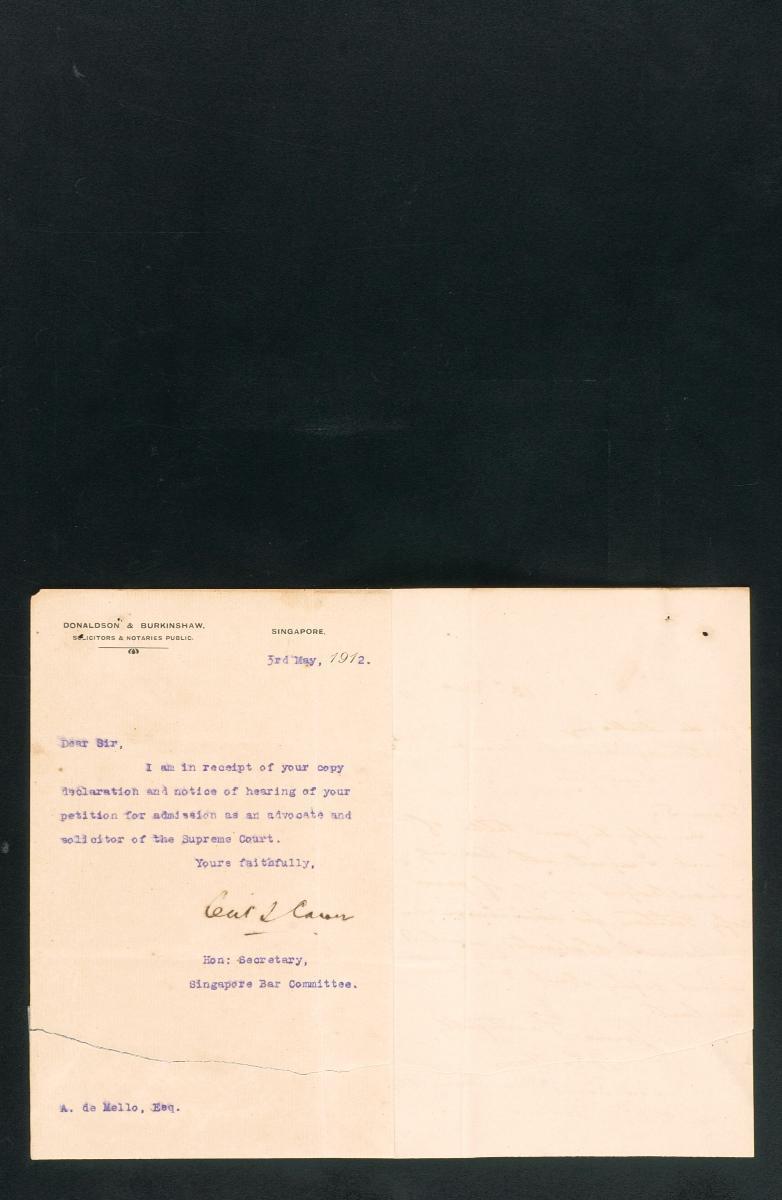 DONALDSON & BURKINSHAW,
SOLICITORS & NOTARIES PUBLIC.
SINGAPORE,
3rd May, 1912.
Dear Sir,
I am in receipt of your copy
declaration and notice of hearing of your
petition for admission as an advocate and
solicitor of the Supreme Court.
Yours faithfully,
Hon: Secretary,
Singapore Bar Committee.
A. de Mello, Esq.